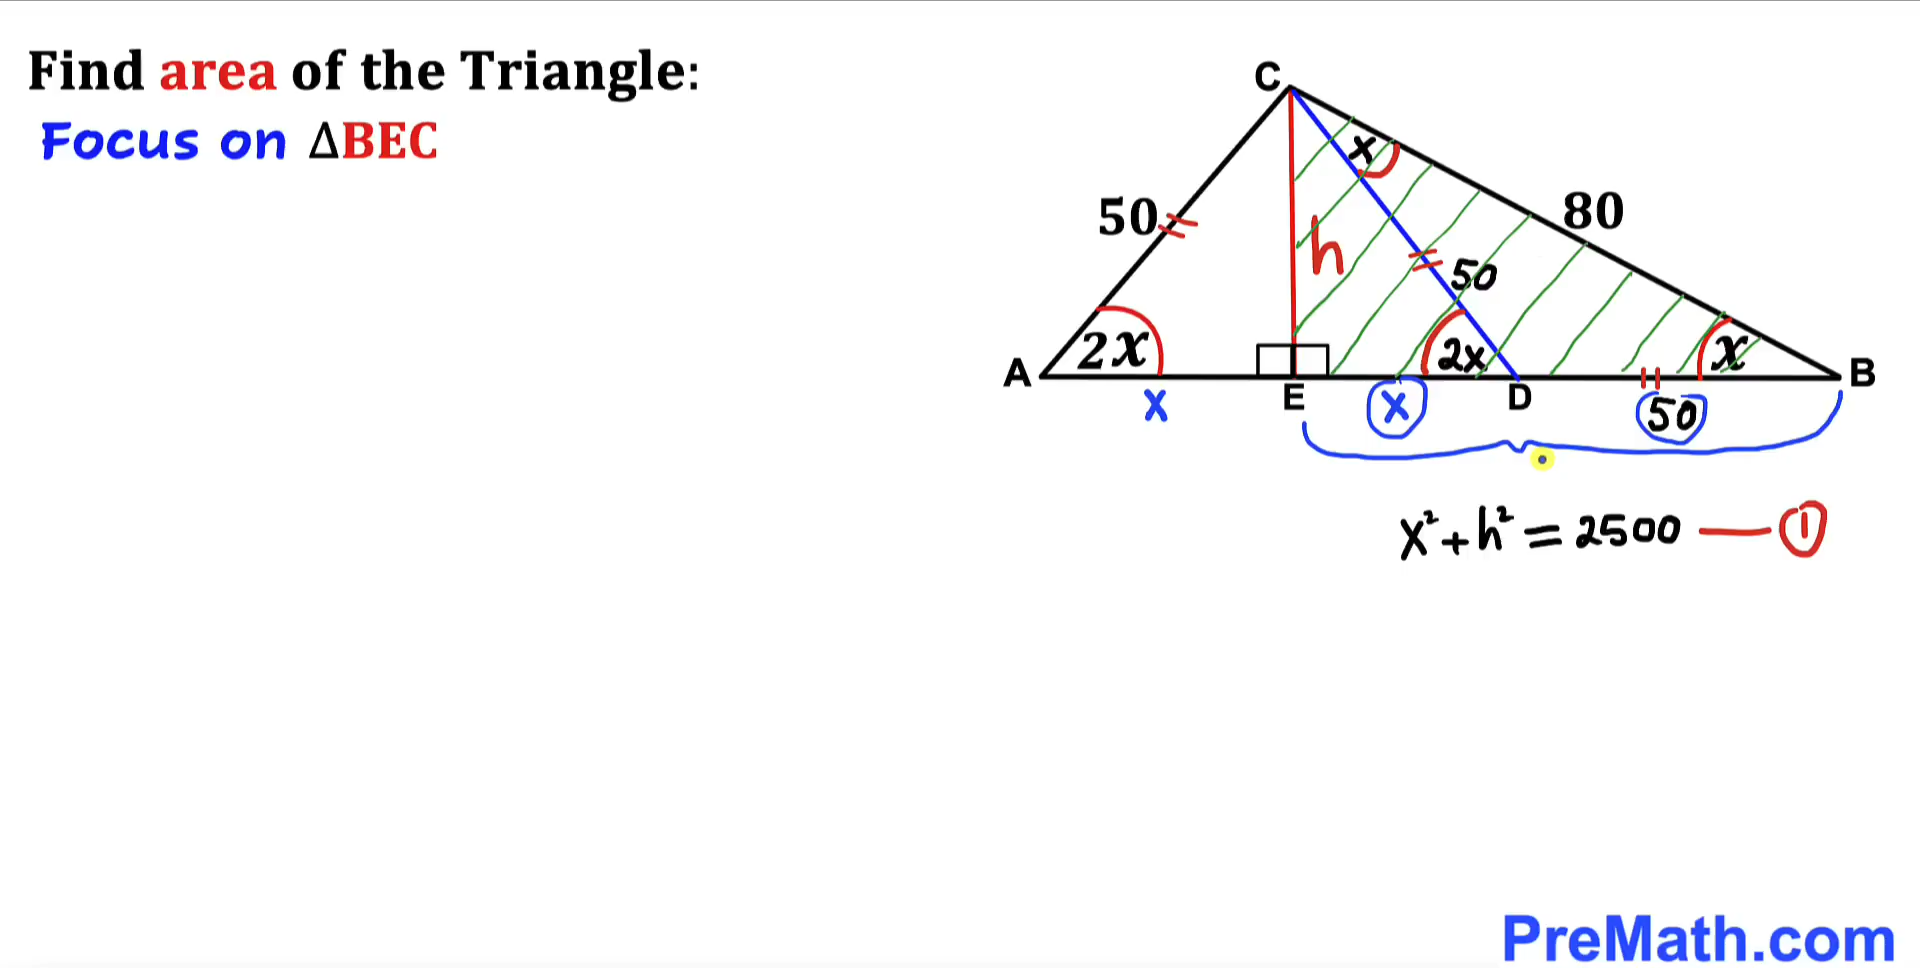 Find area of the Triangle:
Focus on ΔBEC
C
x
80
50
h
50
2x
2x
x
A
B
x
E
x
D
50
x² + h² = 2500 — ①
PreMath.com